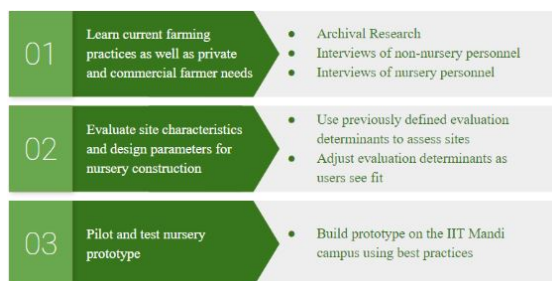 01
Learn current farming
practices as well as private
and commercial farmer needs
● Archival Research
● Interviews of non-nursery personnel
● Interviews of nursery personnel
02
Evaluate site characteristics
and design parameters for
nursery construction
● Use previously defined evaluation
determinants to assess sites
● Adjust evaluation determinants as
users see fit
03
Pilot and test nursery
prototype
● Build prototype on the IIT Mandi
campus using best practices